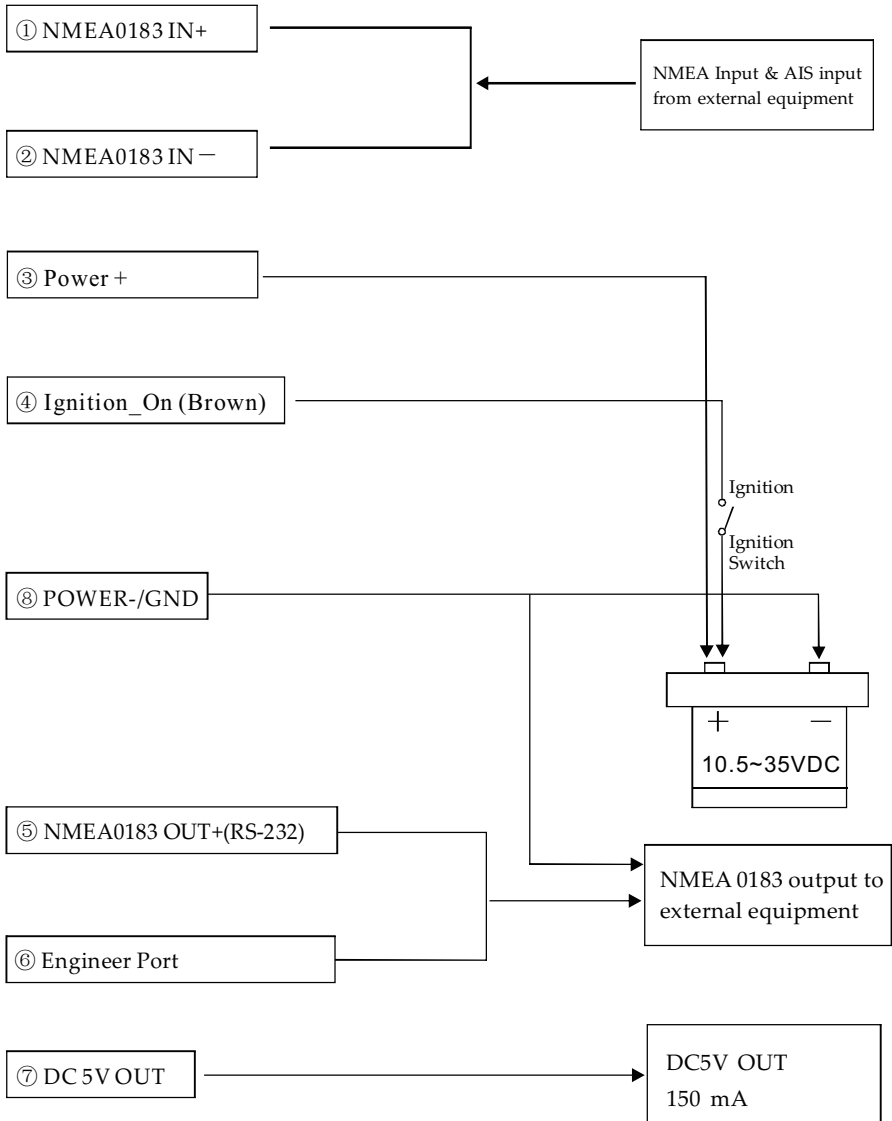 ① NMEA0183 IN+
NMEA Input & AIS input
from external equipment
② NMEA0183 IN－
③ Power +
④ Ignition_On (Brown)
Ignition
Ignition
Switch
⑧ POWER-/GND
+ －
10.5~35VDC
⑤ NMEA0183 OUT+(RS-232)
NMEA 0183 output to
external equipment
⑥ Engineer Port
⑦ DC 5V OUT
DC5V OUT
150 mA